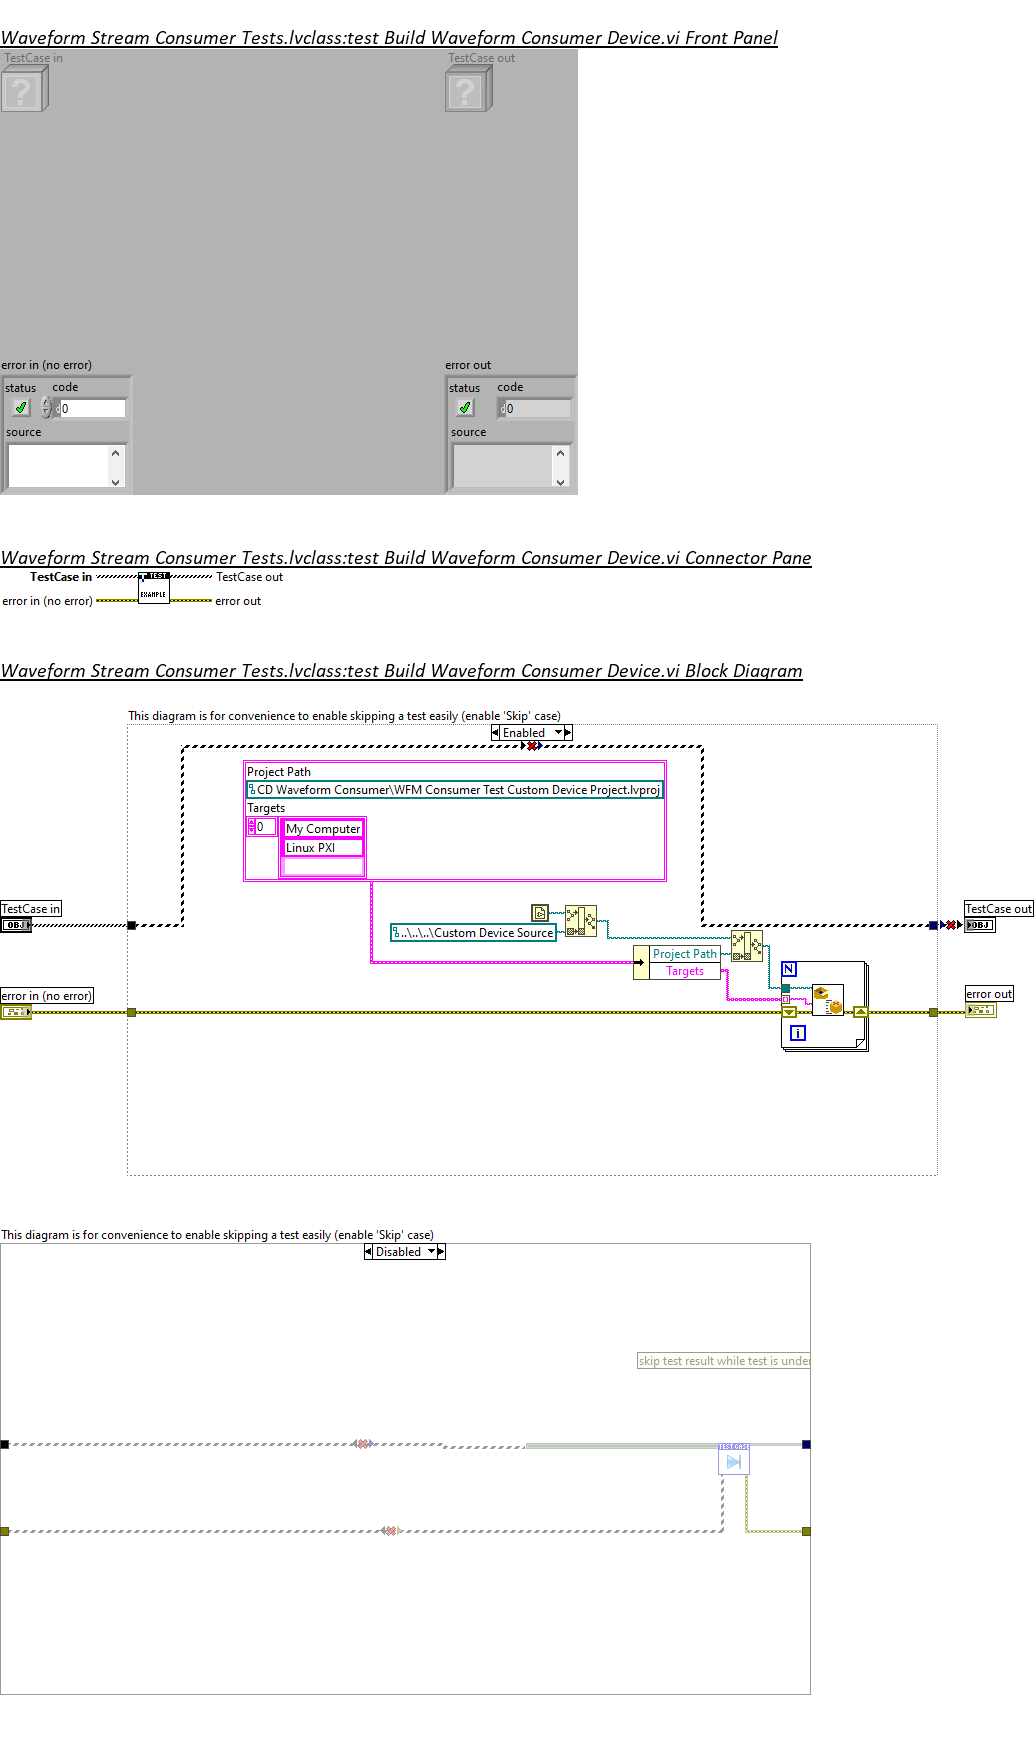 Waveform Stream Consumer Tests.lvclass:test Build Waveform Consumer Device.vi Front Panel
TestCase in
TestCase out
error in (no error)
error out
status code
status code
d0
d0
source
source
Waveform Stream Consumer Tests.lvclass:test Build Waveform Consumer Device.vi Connector Pane
TestCase in
TEST
TestCase out
error in (no error)
EXAMPLE
error out
Waveform Stream Consumer Tests.lvclass:test Build Waveform Consumer Device.vi Block Diagram
This diagram is for convenience to enable skipping a test easily (enable 'Skip' case)
Enabled
Project Path
CD Waveform Consumer\WFM Consumer Test Custom Device Project.lvproj
Targets
0
My Computer
Linux PXI
TestCase in
OBJ
TestCase out
OBJ
..\..\..\Custom Device Source
Project Path
Targets
N
error in (no error)
error out
i
This diagram is for convenience to enable skipping a test easily (enable 'Skip' case)
Disabled
skip test result while test is under
TEST CASE